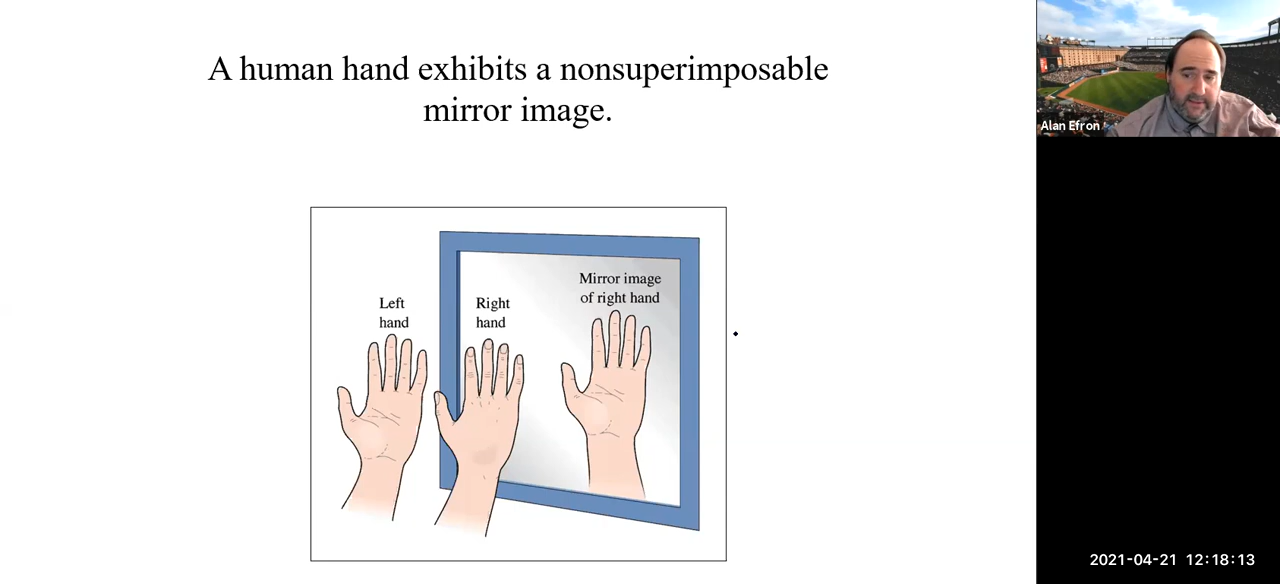 A human hand exhibits a nonsuperimposable
mirror image.
Left
hand
Right
hand
Mirror image
of right hand
Alan Efron
2021-04-21 12:18:13